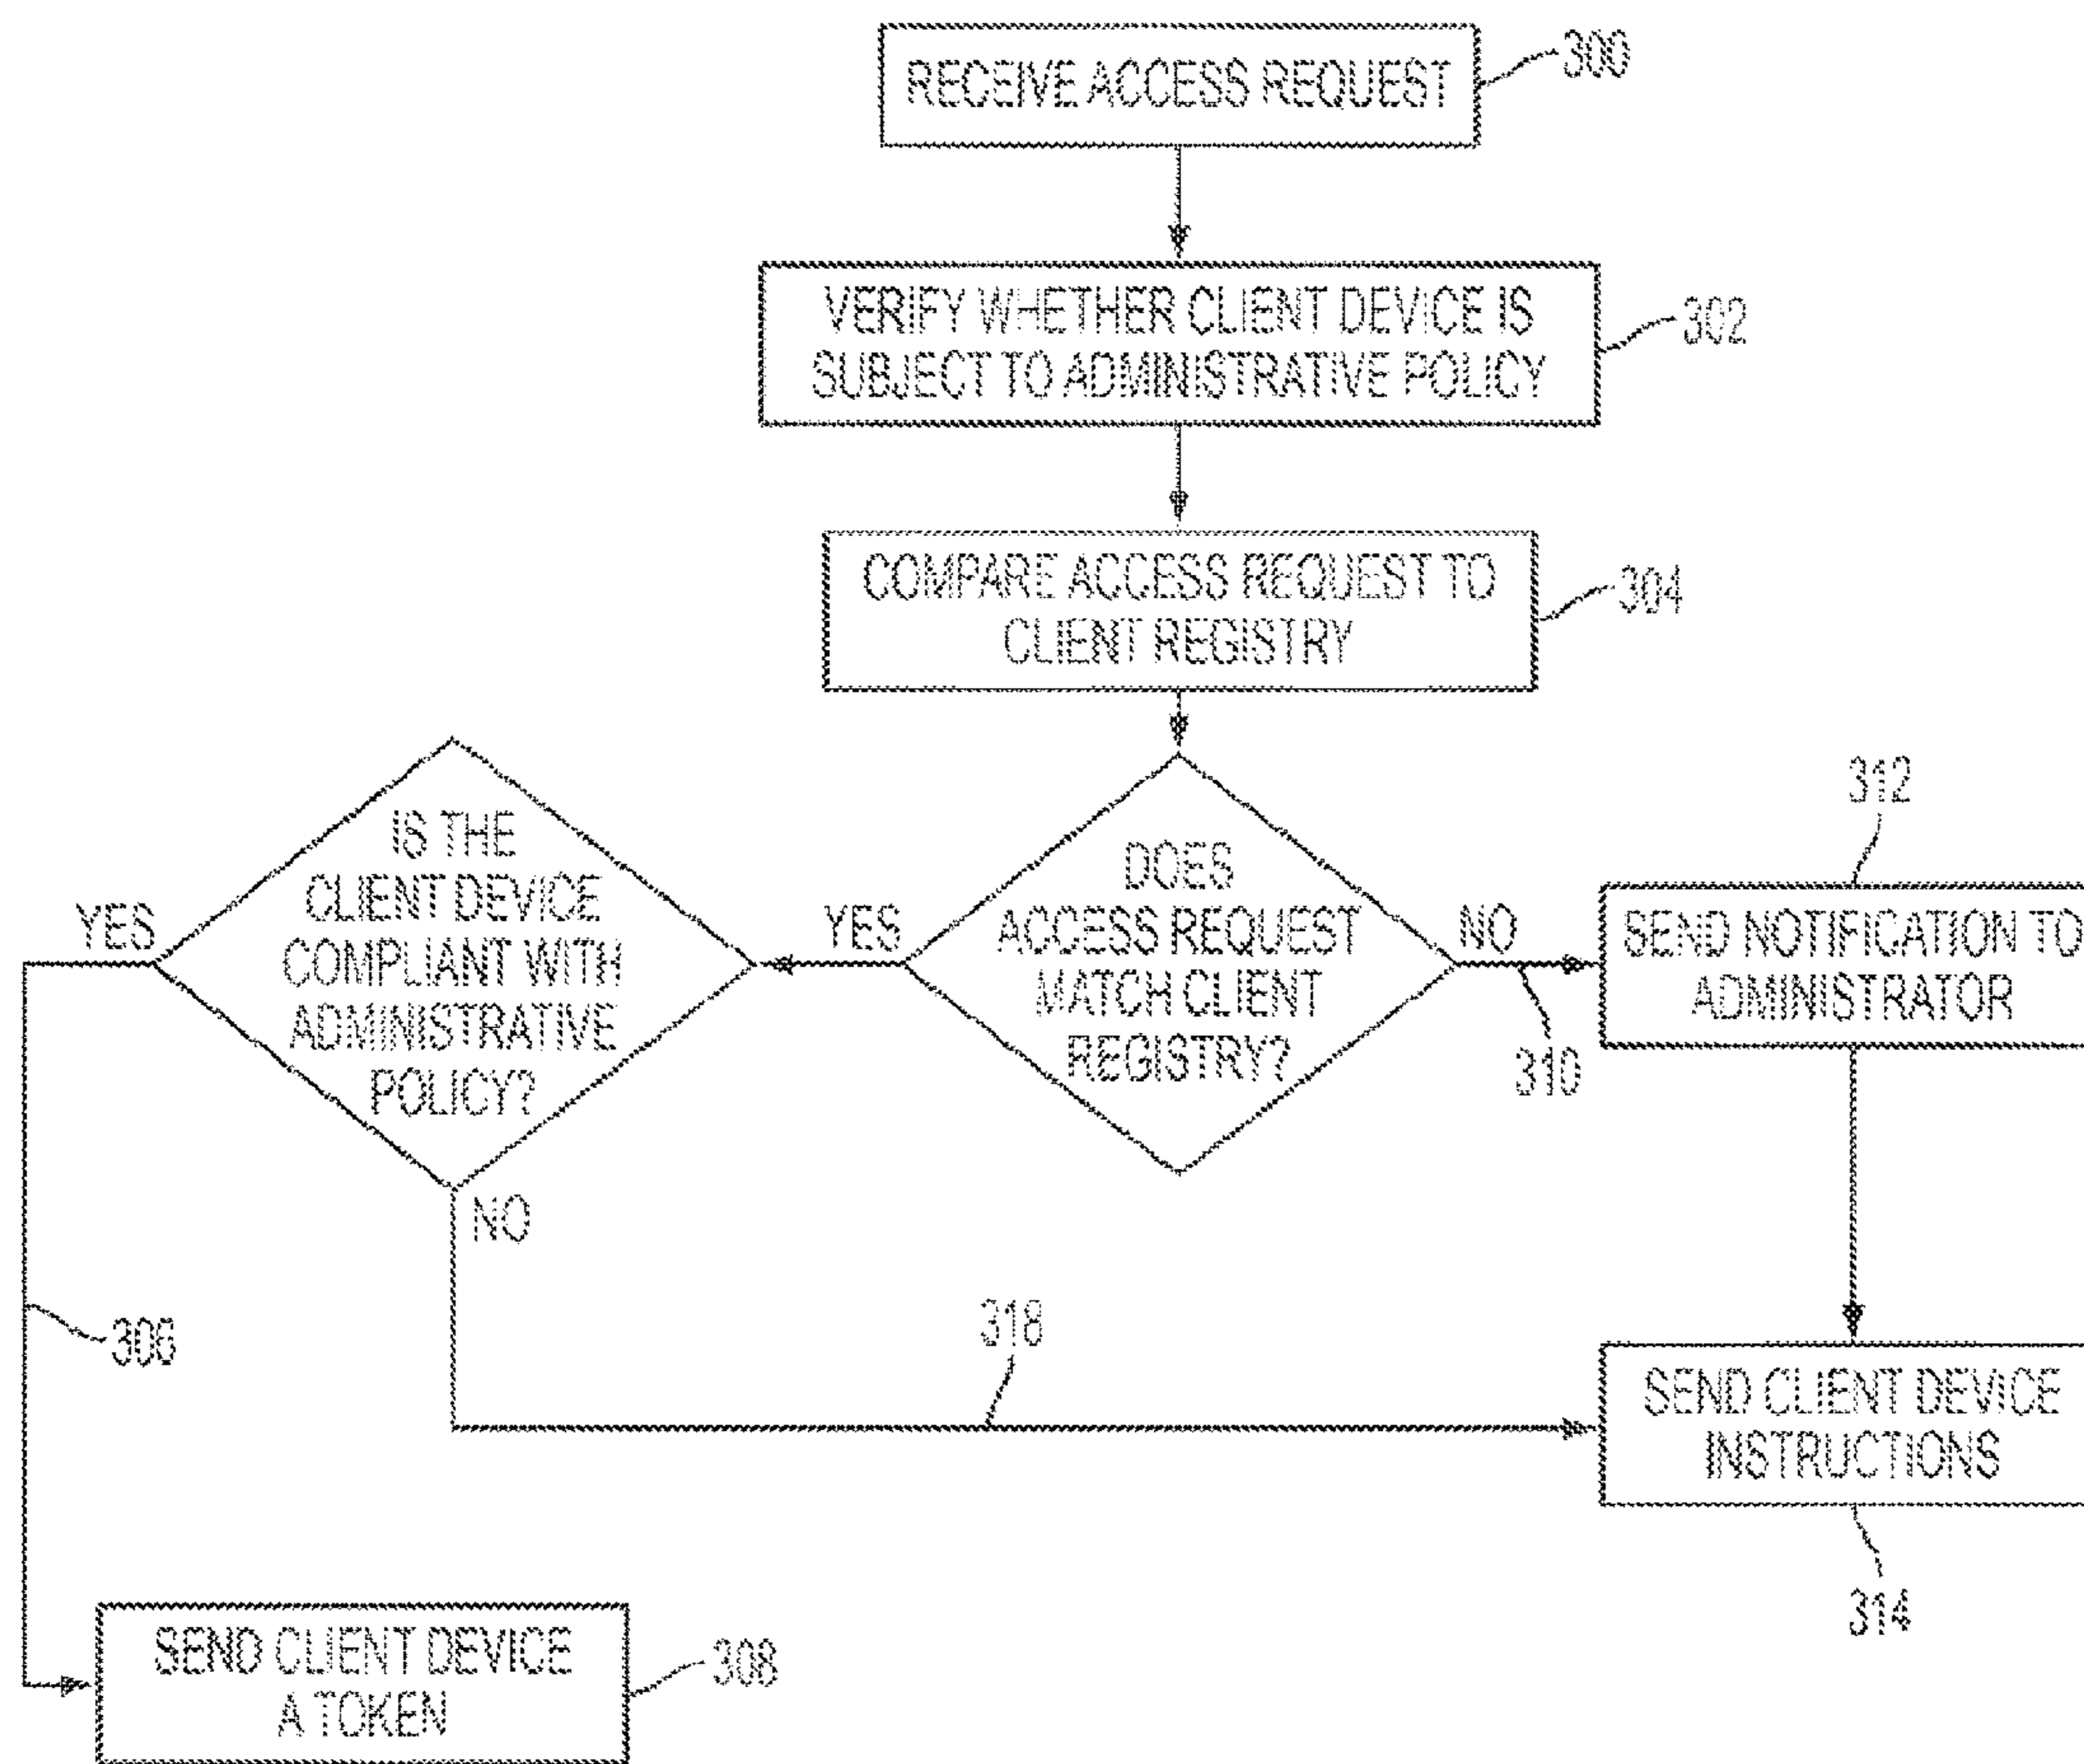 RECEIVE ACCESS REQUEST
300
VERIFY WHETHER CLIENT DEVICE IS
SUBJECT TO ADMINISTRATIVE POLICY
302
COMPARE ACCESS REQUEST TO
CLIENT REGISTRY
304
IS THE
CLIENT DEVICE
COMPLIANT WITH
ADMINISTRATIVE
POLICY?
YES
YES
DOES
ACCESS REQUEST
MATCH CLIENT
REGISTRY?
NO
310
312
SEND NOTIFICATION TO
ADMINISTRATOR
NO
306
318
SEND CLIENT DEVICE
INSTRUCTIONS
314
SEND CLIENT DEVICE
A TOKEN
308